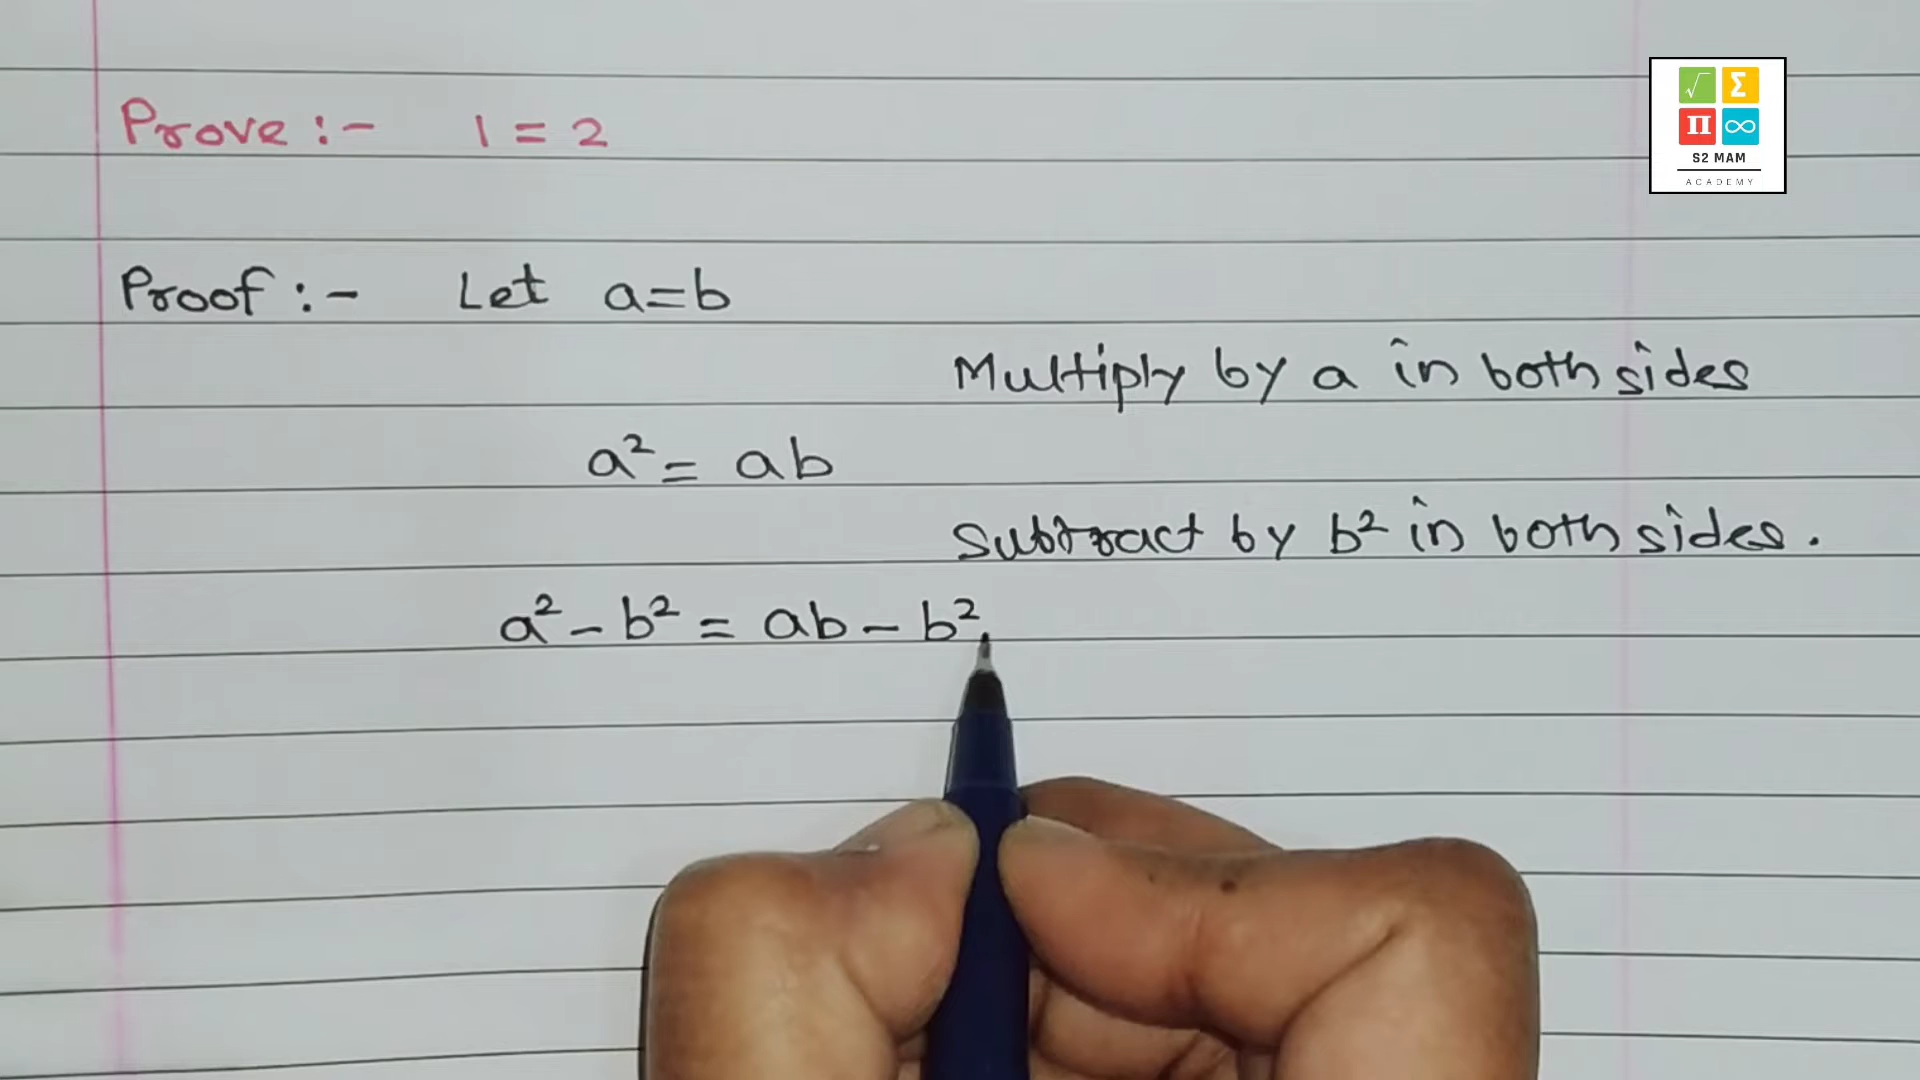 Prove :- 1 = 2
√ Σ
π ∞
S2 MAM
ACADEMY
Proof :- Let a=b
Multiply by a in both sides
a² = ab
Subtract by b² in both sides.
a² - b² = ab - b²